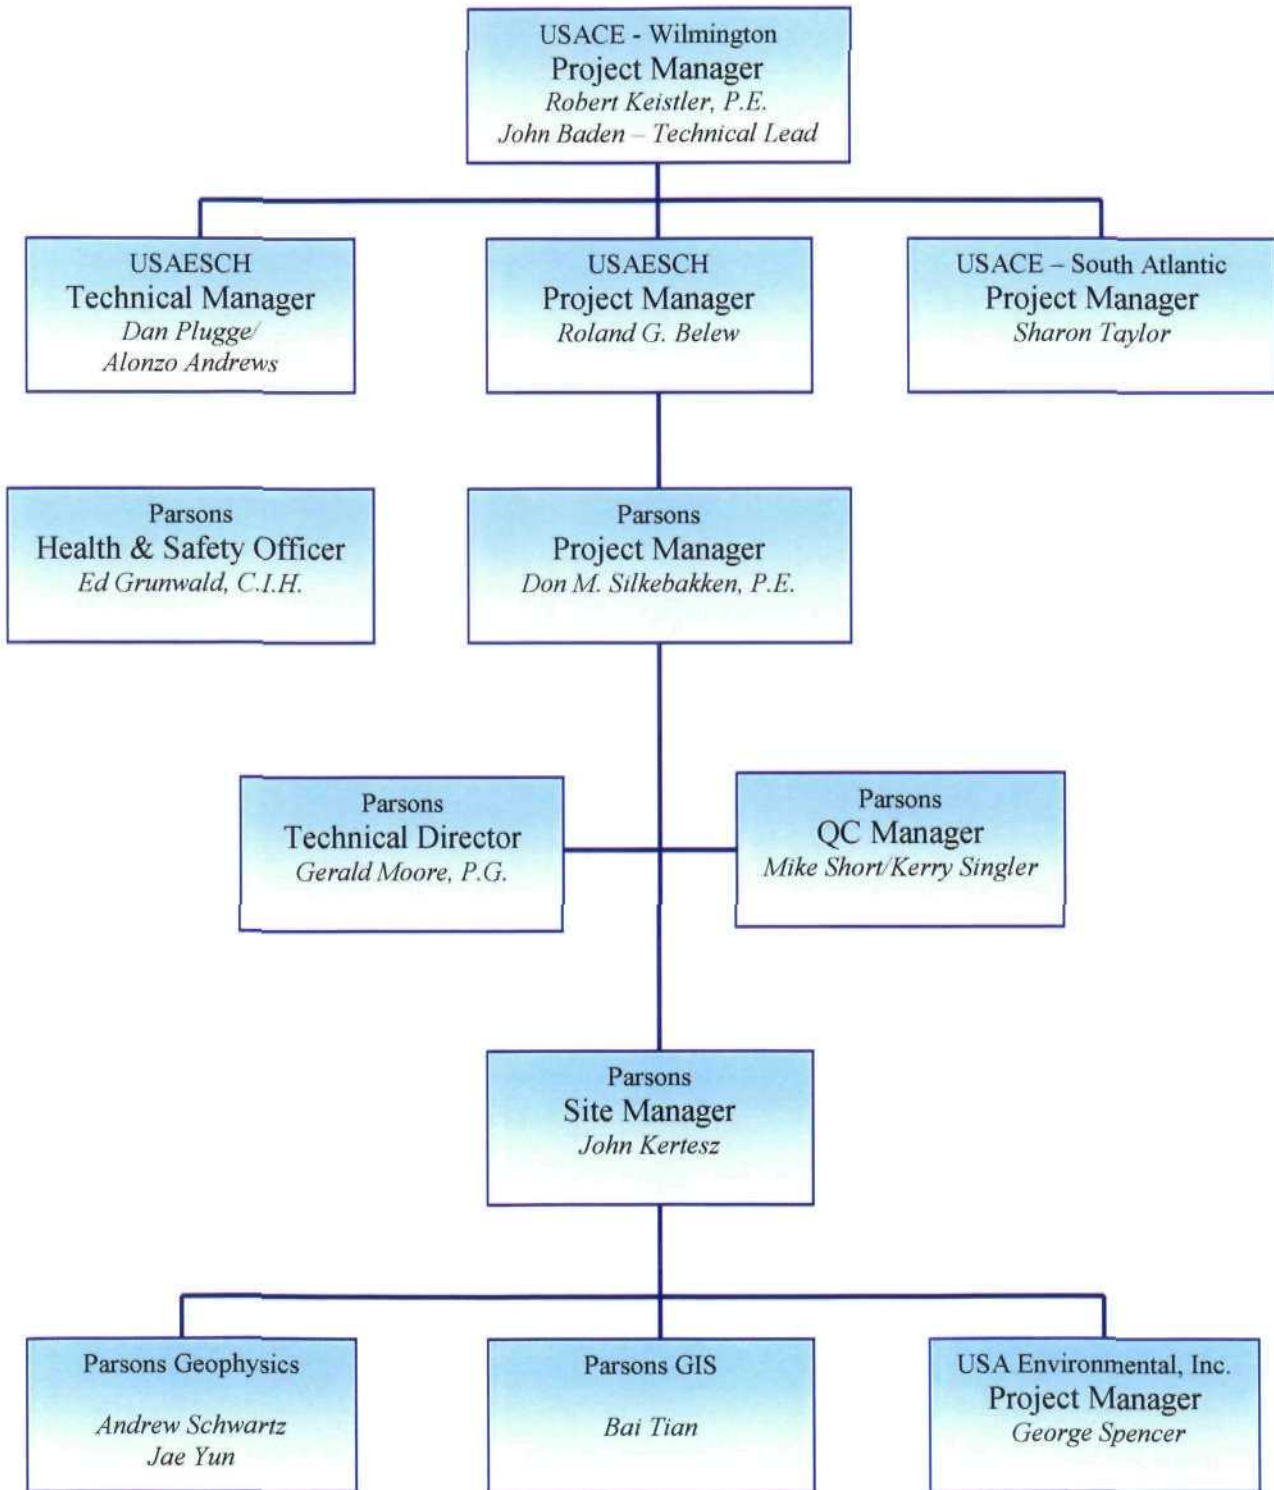 USACE - Wilmington
Project Manager
Robert Keistler, P.E.
John Baden – Technical Lead
USAESCH
Technical Manager
Dan Plugge/
Alonzo Andrews
USAESCH
Project Manager
Roland G. Belew
USACE – South Atlantic
Project Manager
Sharon Taylor
Parsons
Health & Safety Officer
Ed Grunwald, C.I.H.
Parsons
Project Manager
Don M. Silkebakken, P.E.
Parsons
Technical Director
Gerald Moore, P.G.
Parsons
QC Manager
Mike Short/Kerry Singler
Parsons
Site Manager
John Kertesz
Parsons Geophysics
Andrew Schwartz
Jae Yun
Parsons GIS
Bai Tian
USA Environmental, Inc.
Project Manager
George Spencer